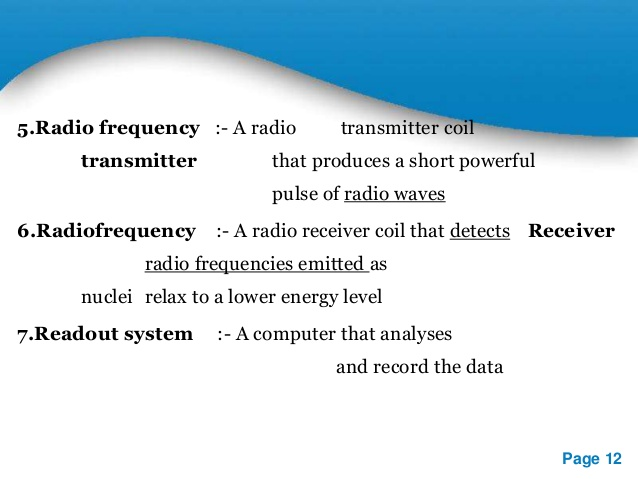 5.Radio frequency :- A radio transmitter coil
transmitter that produces a short powerful
pulse of radio waves
6.Radiofrequency :- A radio receiver coil that detects Receiver
radio frequencies emitted as
nuclei relax to a lower energy level
7.Readout system :- A computer that analyses
and record the data
Page 12